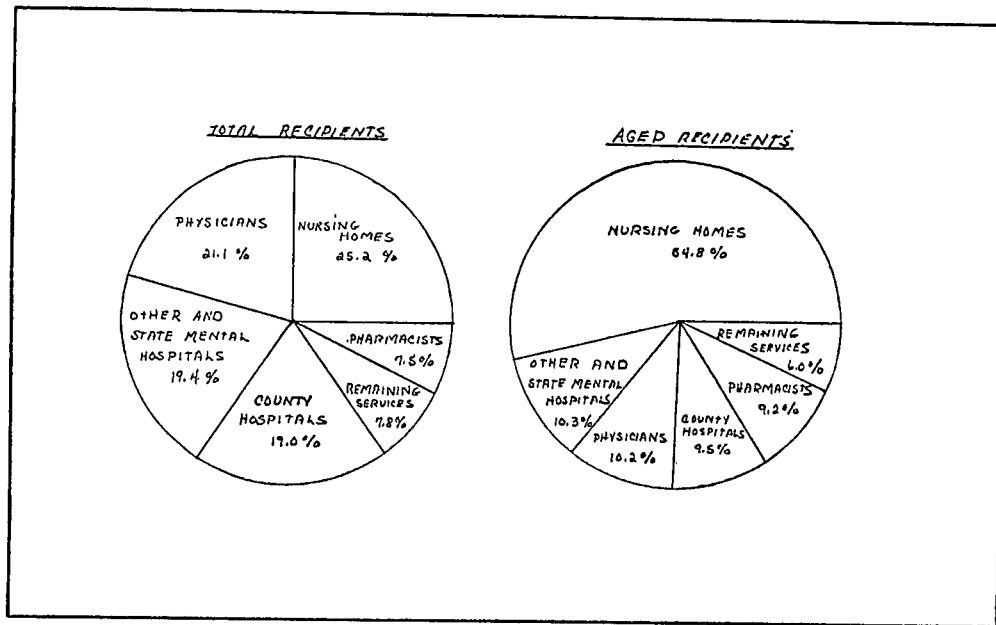 TOTAL RECIPIENTS
PHYSICIANS
21.1 %
NURSING
HOMES
25.2 %
OTHER AND
STATE MENTAL
HOSPITALS
19.4 %
COUNTY
HOSPITALS
19.0 %
REMAINING
SERVICES
7.8%
PHARMACISTS
7.5%
AGED RECIPIENTS
NURSING HOMES
54.8 %
OTHER AND
STATE MENTAL
HOSPITALS
10.3%
PHYSICIANS
10.2%
COUNTY
HOSPITALS
9.5%
PHARMACISTS
9.2%
REMAINING
SERVICES
6.0%